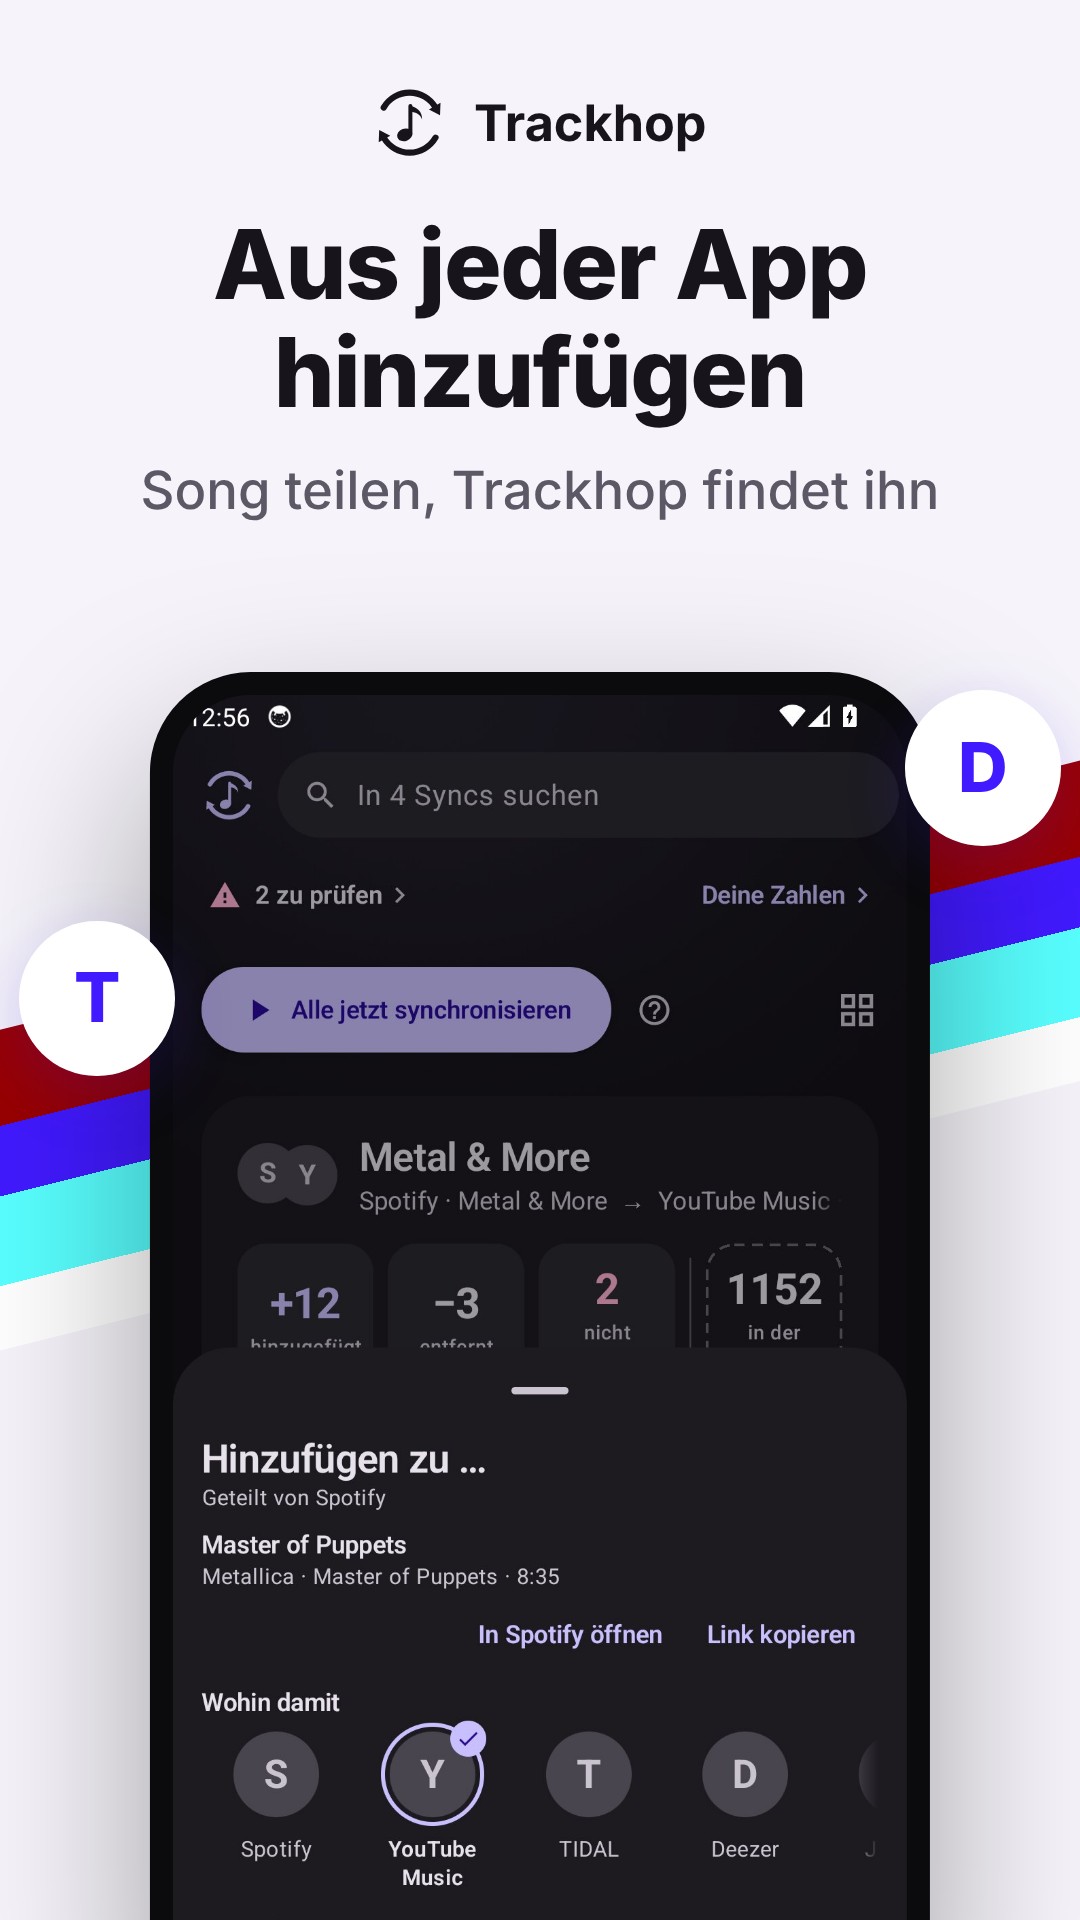 Trackhop
Aus jeder App
hinzufügen
Song teilen, Trackhop findet ihn
12:56
D
In 4 Syncs suchen
2 zu prüfen
Deine Zahlen
T
Alle jetzt synchronisieren
S Y
Metal & More
Spotify · Metal & More → YouTube Music
+12
−3
2
1152
hinzugefügt
entfernt
nicht
in der
Hinzufügen zu ...
Geteilt von Spotify
Master of Puppets
Metallica · Master of Puppets · 8:35
In Spotify öffnen
Link kopieren
Wohin damit
S
Y
T
D
Spotify
YouTube
Music
TIDAL
Deezer
J